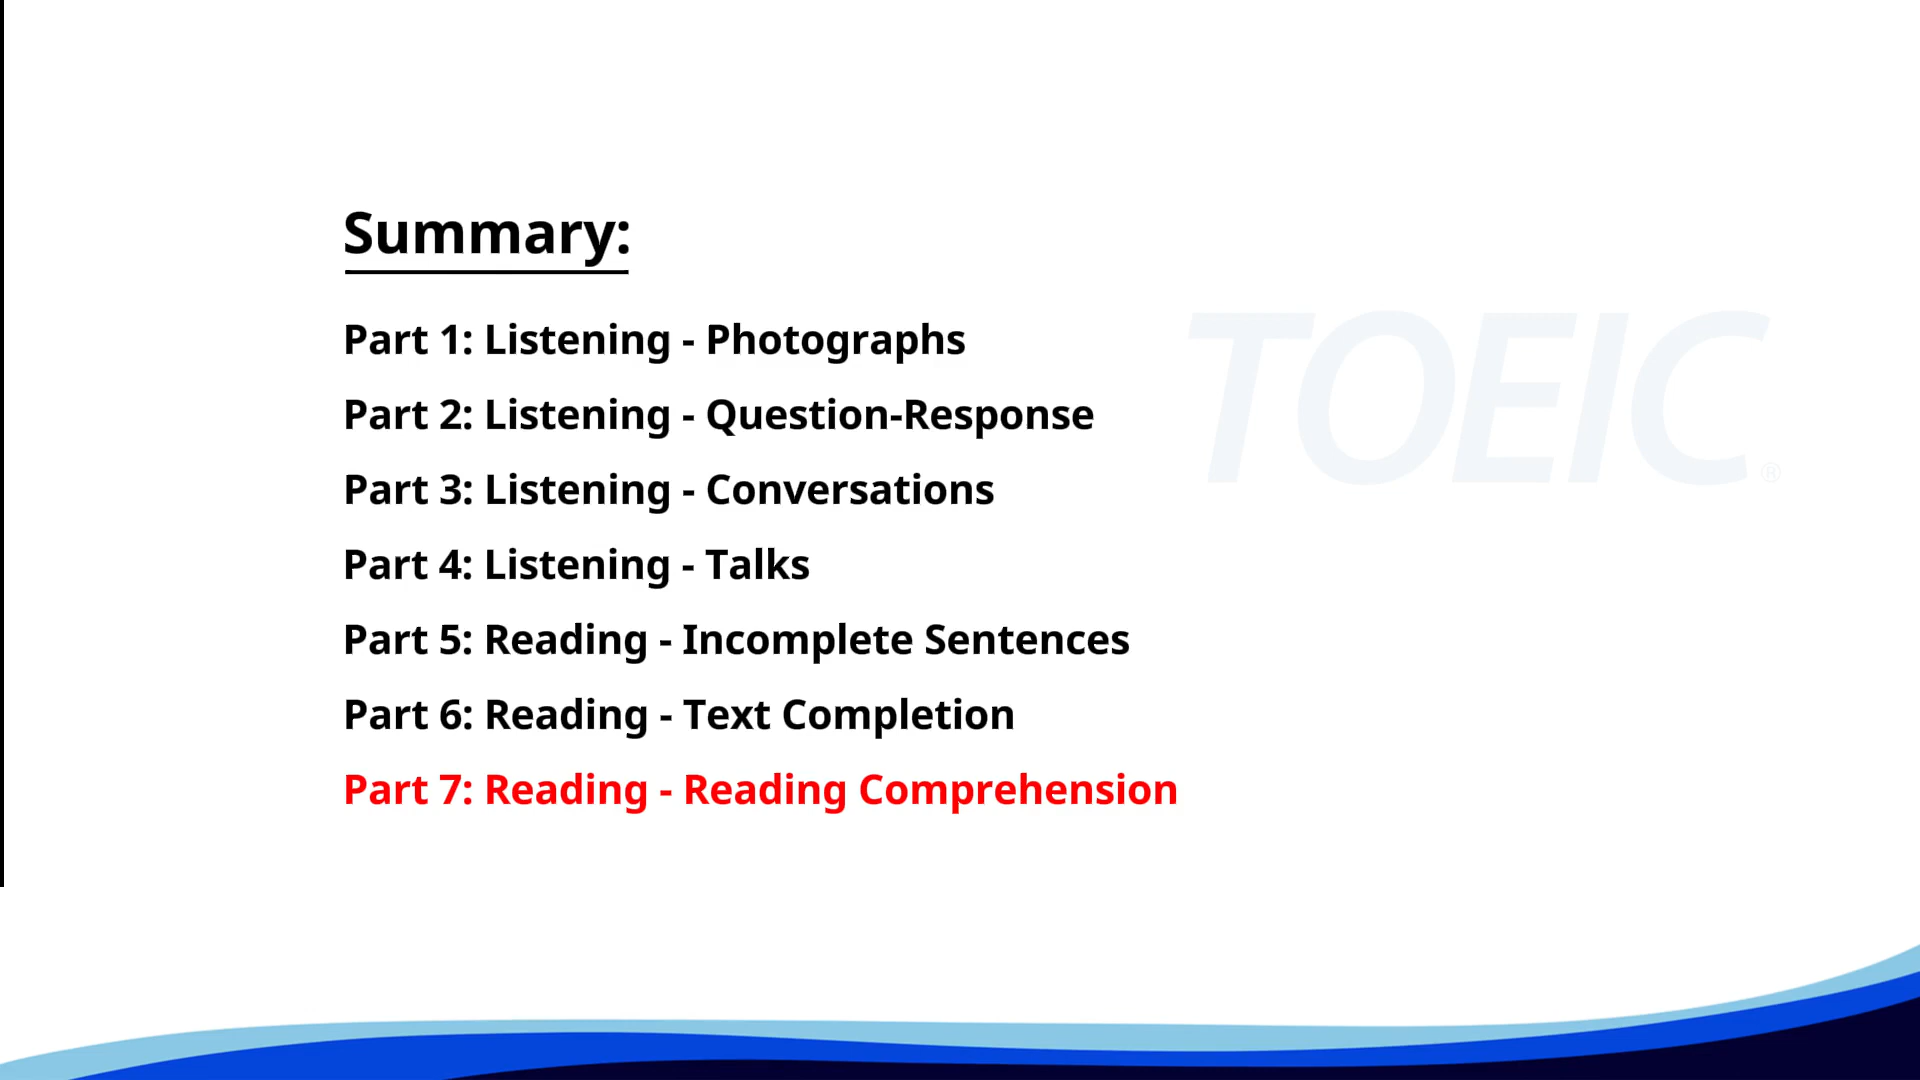 Summary:
Part 1: Listening - Photographs
Part 2: Listening - Question-Response
TOEIC®
Part 3: Listening - Conversations
Part 4: Listening - Talks
Part 5: Reading - Incomplete Sentences
Part 6: Reading - Text Completion
Part 7: Reading - Reading Comprehension